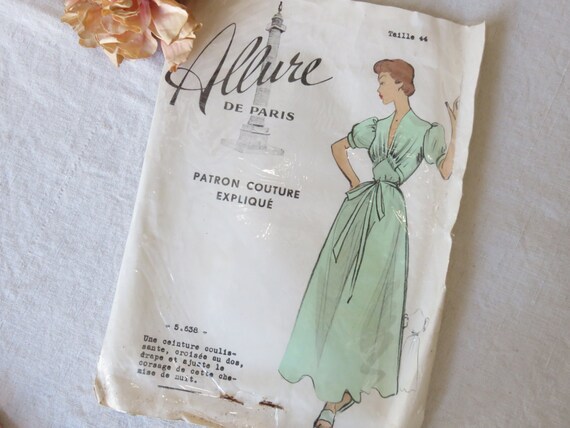 Taille 44
Allure
DE PARIS
PATRON COUTURE
EXPLIQUÉ
- 5.638 -
Une ceinture coulis-
sante, croisée au dos,
drape et ajuste le
corsage de cette che-
mise de nuit.